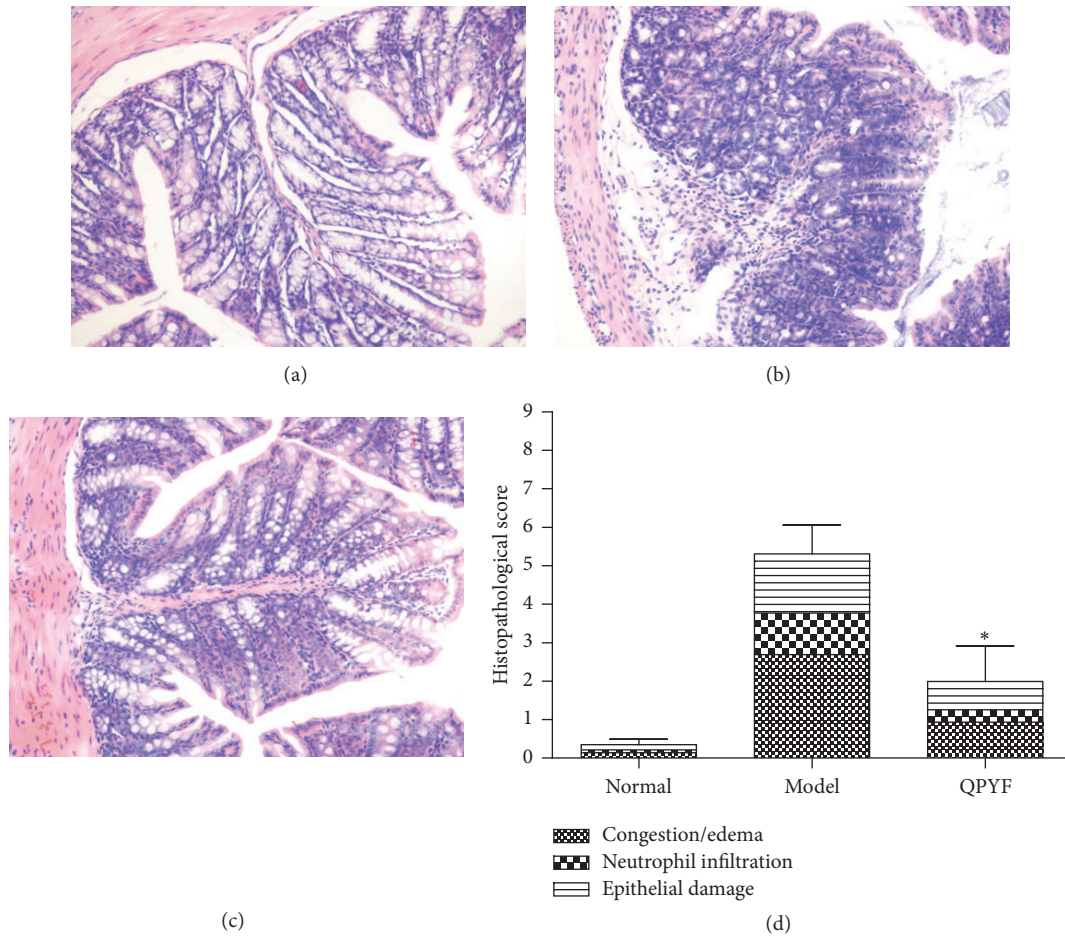 (a)
(b)
(c)
Histopathological score
9
8
7
6
5
4
3
2
1
0
*
Normal Model QPYF
Congestion/edema
Neutrophil infiltration
Epithelial damage
(d)